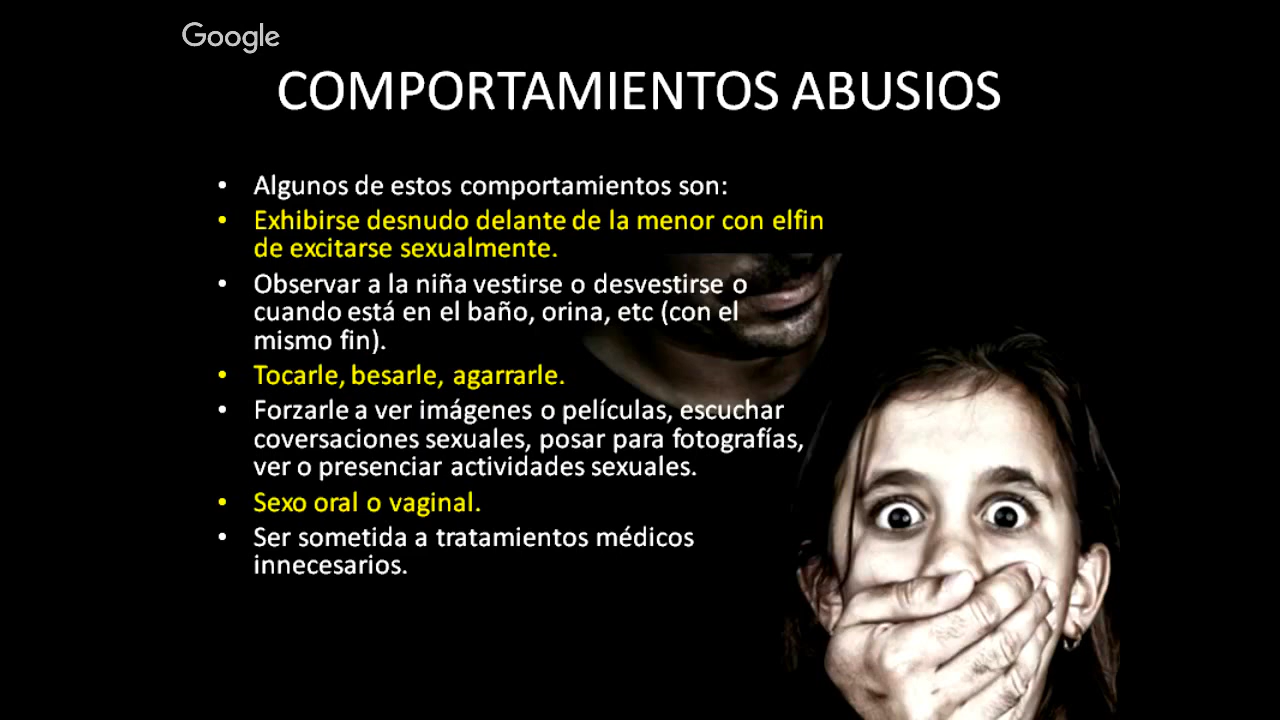 Google
COMPORTAMIENTOS ABUSIOS
• Algunos de estos comportamientos son:
• Exhibirse desnudo delante de la menor con elfin
de excitarse sexualmente.
• Observar a la niña vestirse o desvestirse o
cuando está en el baño, orina, etc (con el
mismo fin).
• Tocarle, besarle, agarrarle.
• Forzarle a ver imágenes o películas, escuchar
coversaciones sexuales, posar para fotografías,
ver o presenciar actividades sexuales.
• Sexo oral o vaginal.
• Ser sometida a tratamientos médicos
innecesarios.